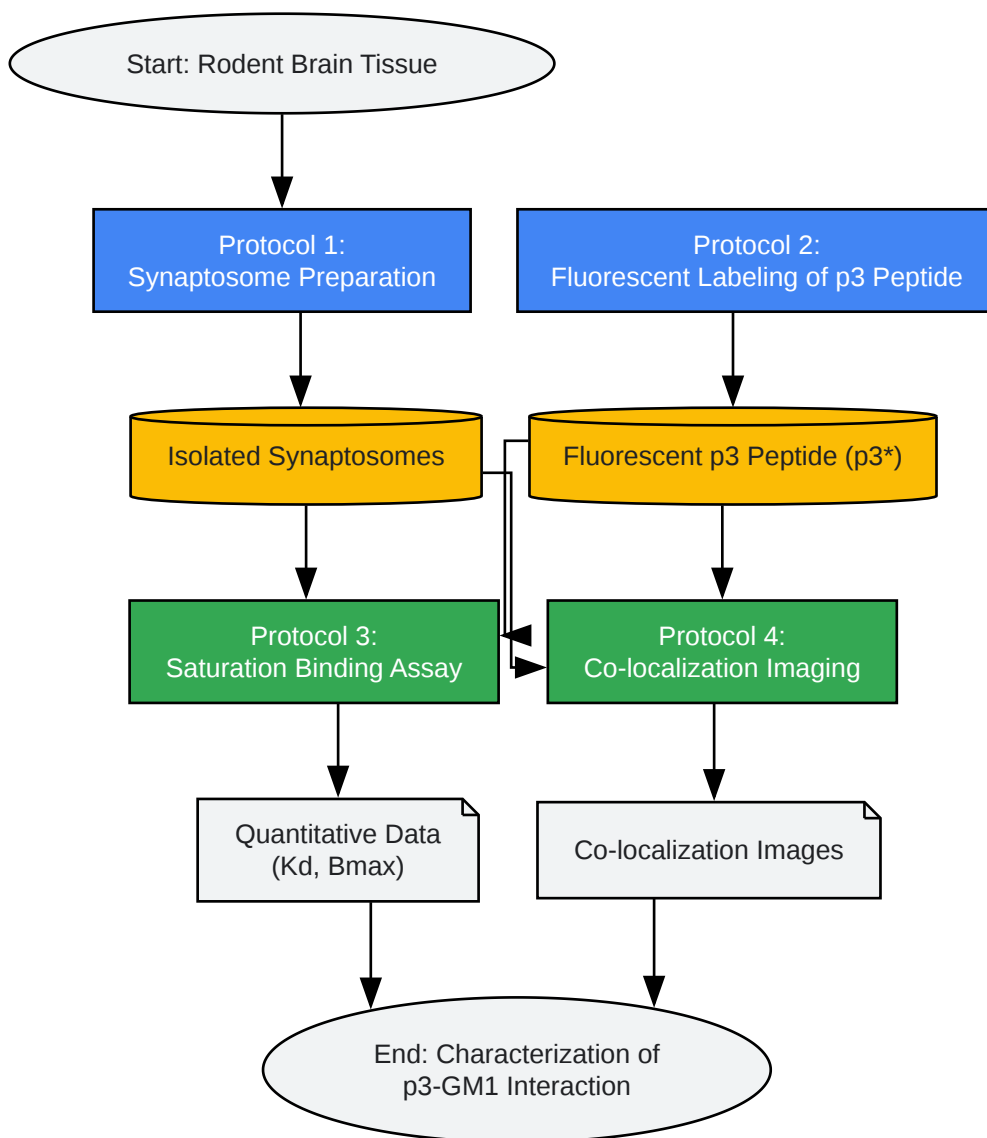 Start: Rodent Brain Tissue
Protocol 1:
Synaptosome Preparation
Protocol 2:
Fluorescent Labeling of p3 Peptide
Isolated Synaptosomes
Fluorescent p3 Peptide (p3*)
Protocol 3:
Saturation Binding Assay
Protocol 4:
Co-localization Imaging
Quantitative Data
(Kd, Bmax)
Co-localization Images
End: Characterization of
p3-GM1 Interaction